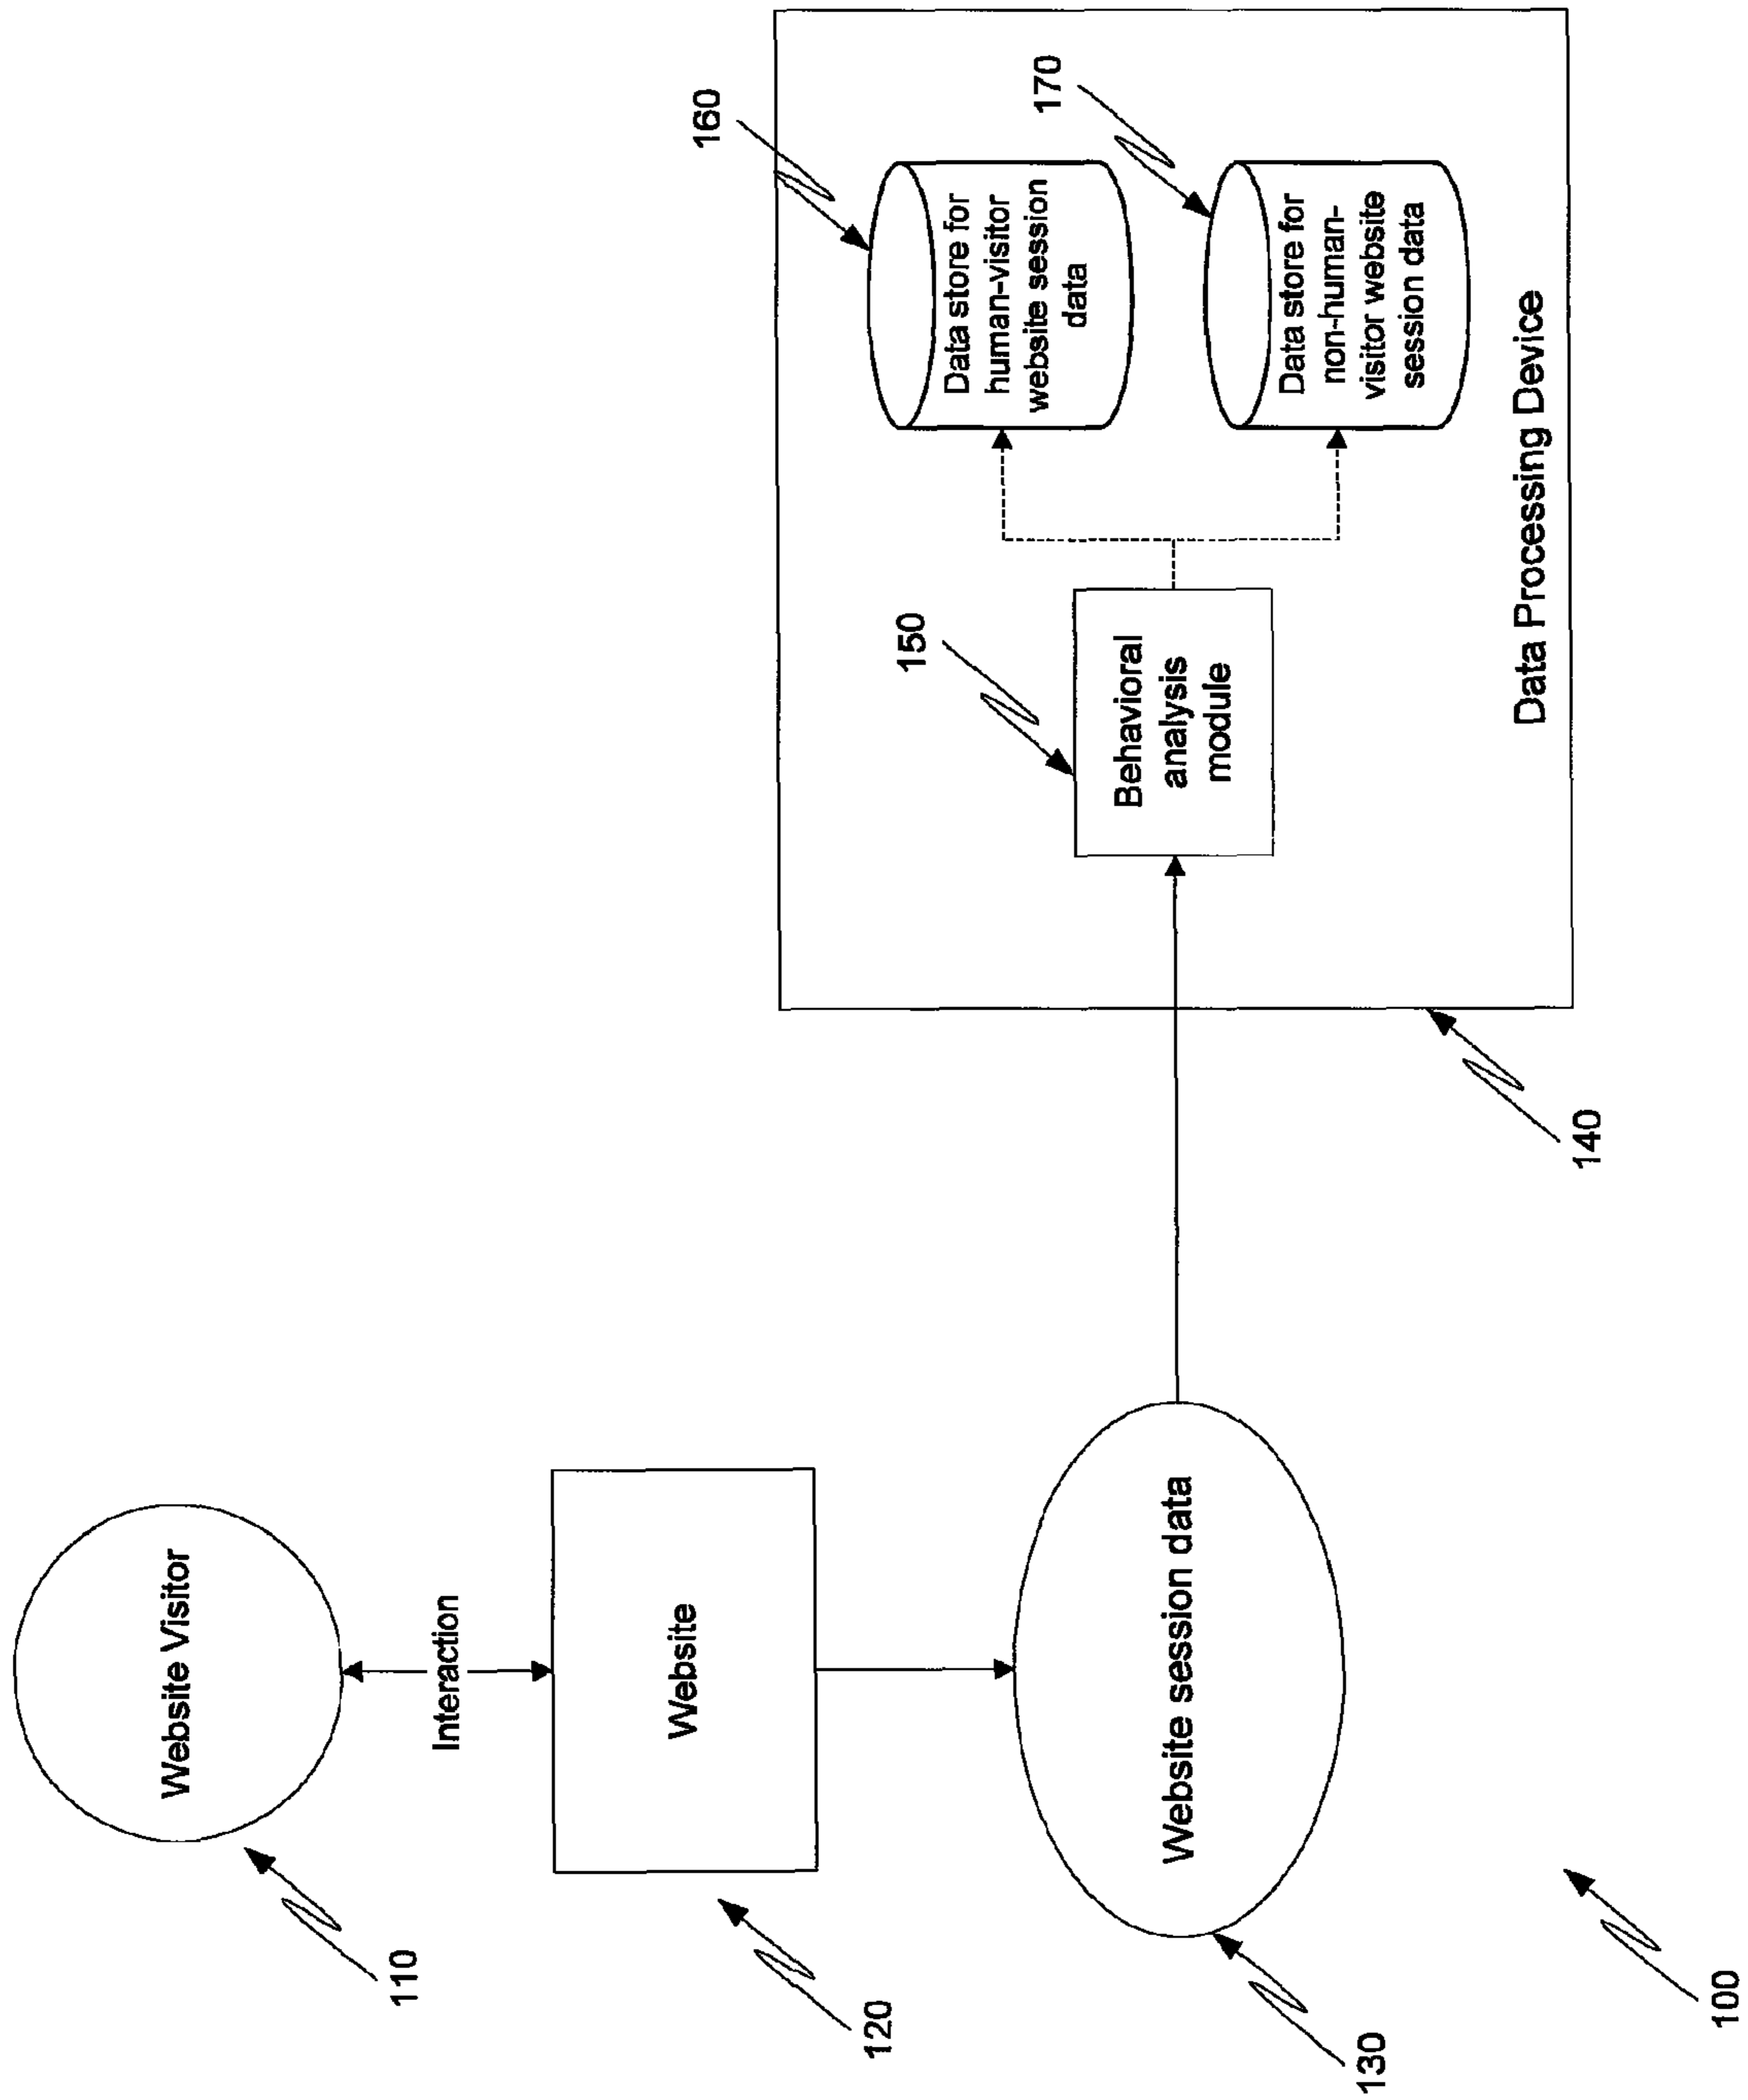 Website Visitor
110
Interaction
Website
120
Website session data
130
100
140
Data Processing Device
150
Behavioral
analysis
module
160
Data store for
human-visitor
website session
data
170
Data store for
non-human-
visitor website
session data